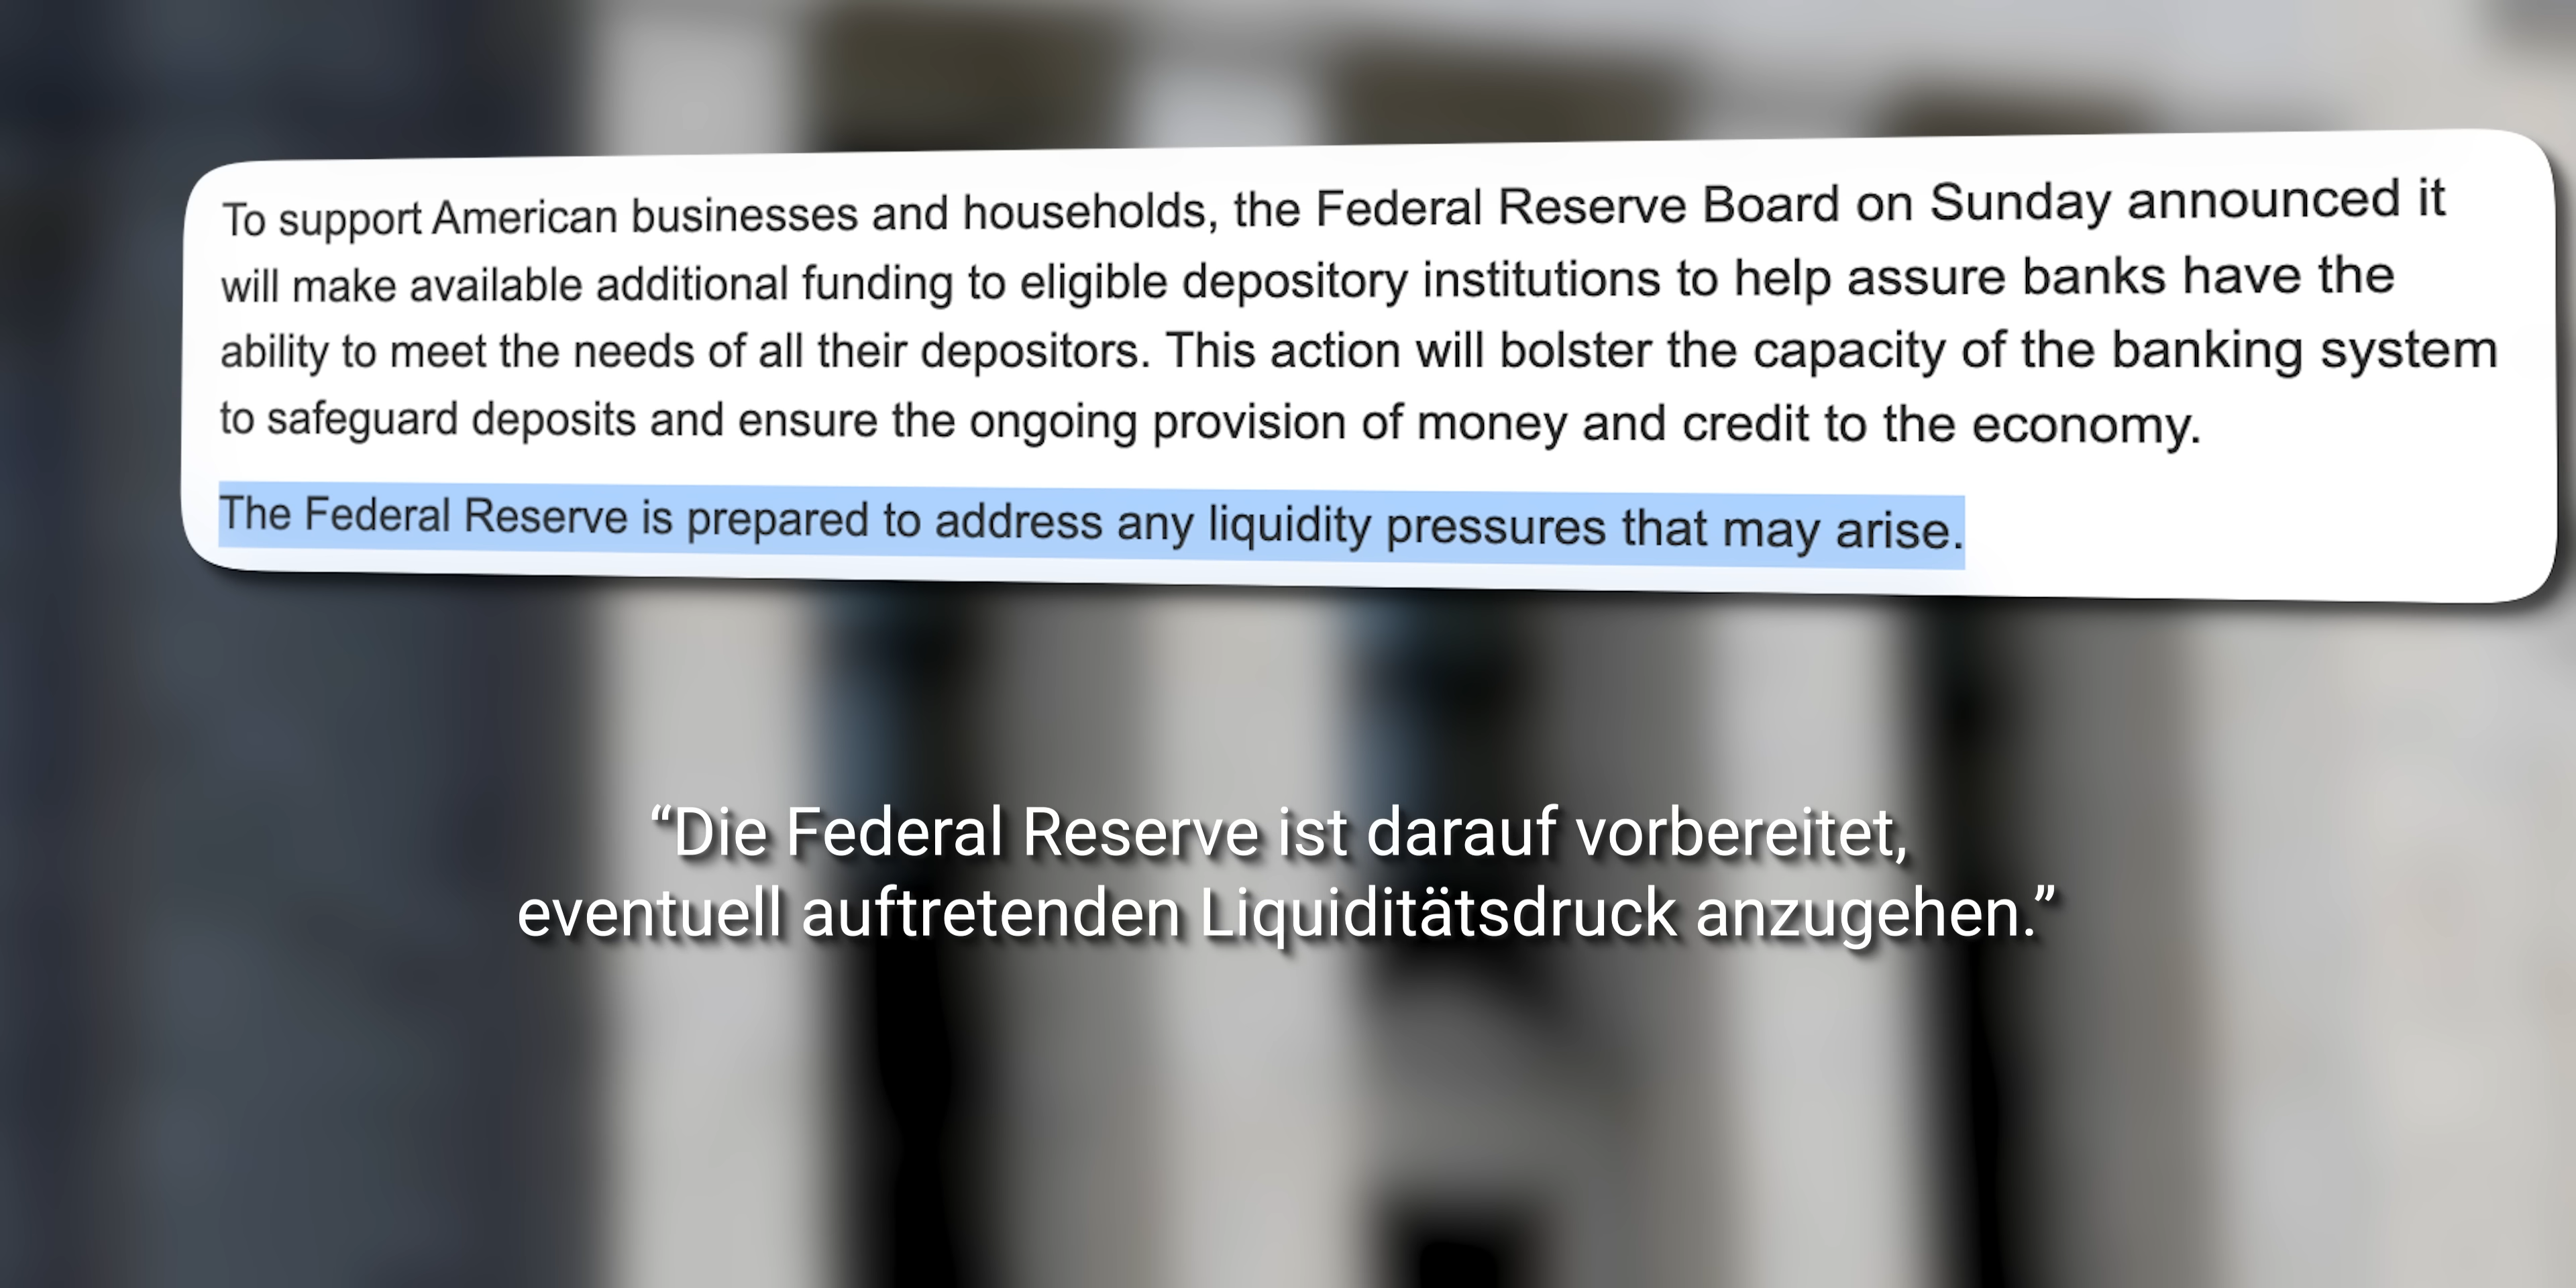 To support American businesses and households, the Federal Reserve Board on Sunday announced it
will make available additional funding to eligible depository institutions to help assure banks have the
ability to meet the needs of all their depositors. This action will bolster the capacity of the banking system
to safeguard deposits and ensure the ongoing provision of money and credit to the economy.
The Federal Reserve is prepared to address any liquidity pressures that may arise.
“Die Federal Reserve ist darauf vorbereitet,
eventuell auftretenden Liquiditätsdruck anzugehen.”